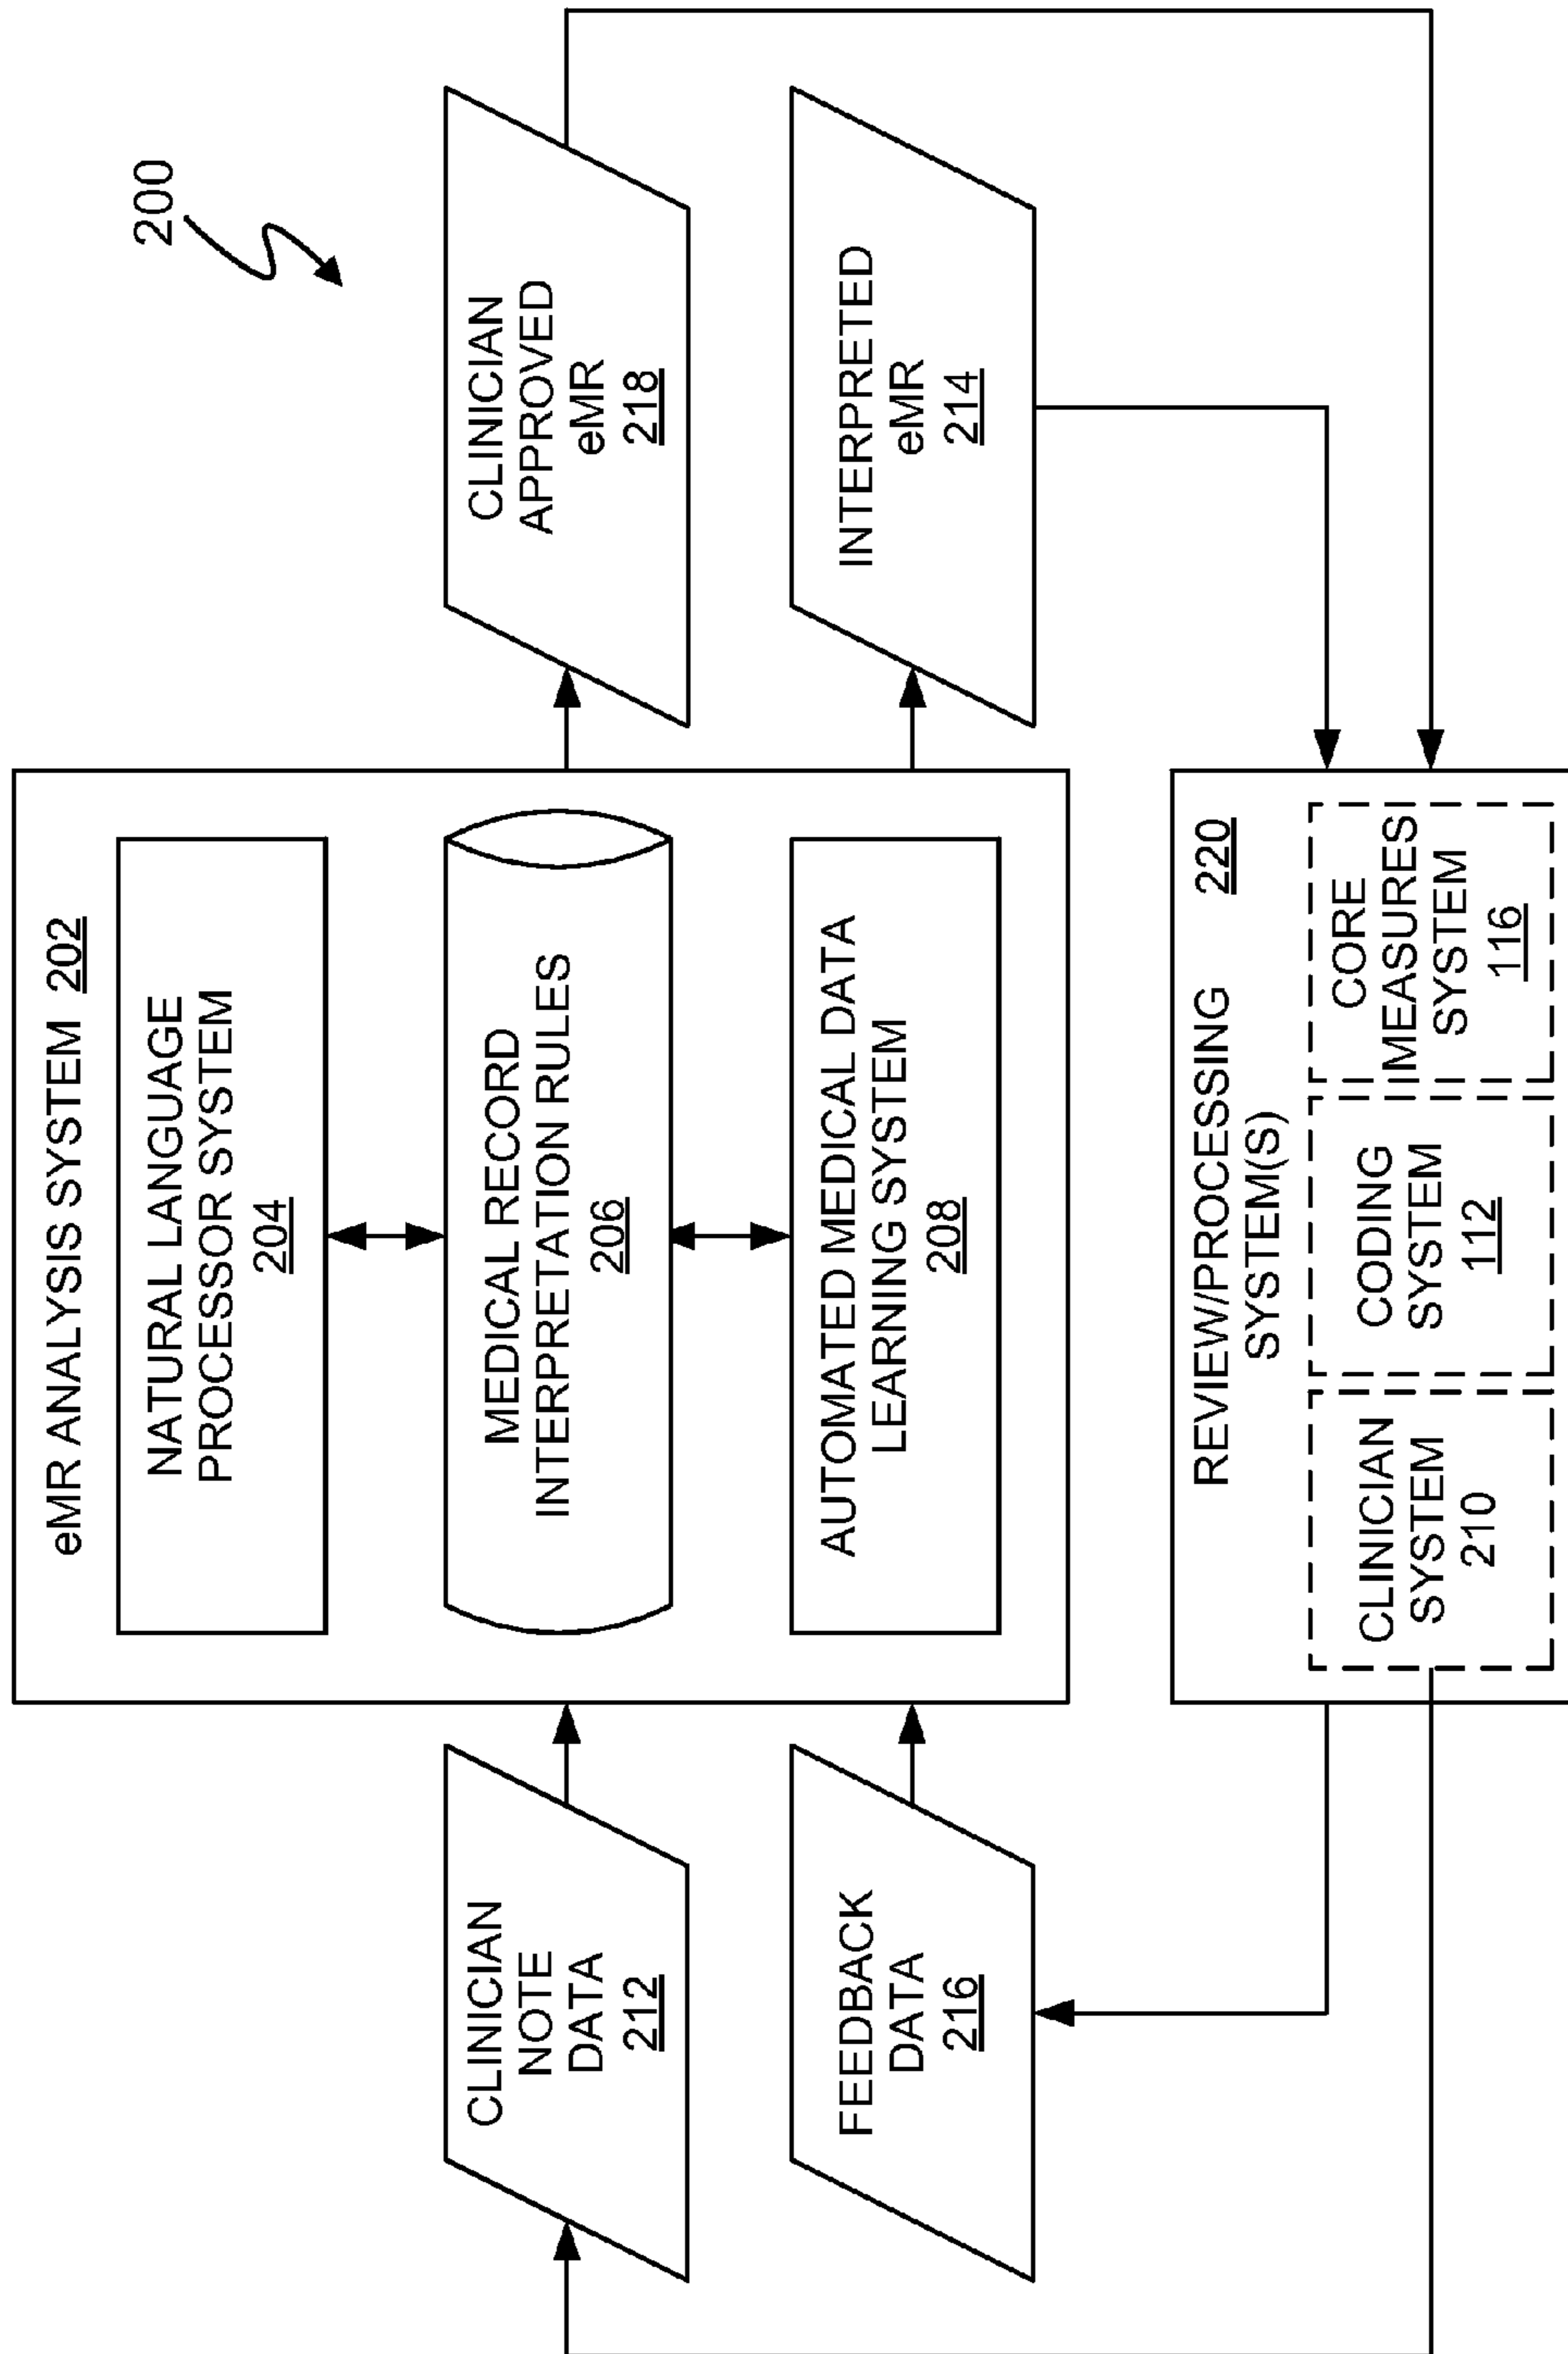 200
eMR ANALYSIS SYSTEM 202
NATURAL LANGUAGE
PROCESSOR SYSTEM
204
MEDICAL RECORD
INTERPRETATION RULES
206
AUTOMATED MEDICAL DATA
LEARNING SYSTEM
208
CLINICIAN
NOTE
DATA
212
FEEDBACK
DATA
216
CLINICIAN
APPROVED
eMR
218
INTERPRETED
eMR
214
REVIEW/PROCESSING 220
SYSTEM(S)
CLINICIAN
SYSTEM
210
CODING
SYSTEM
112
CORE
MEASURES
SYSTEM
116